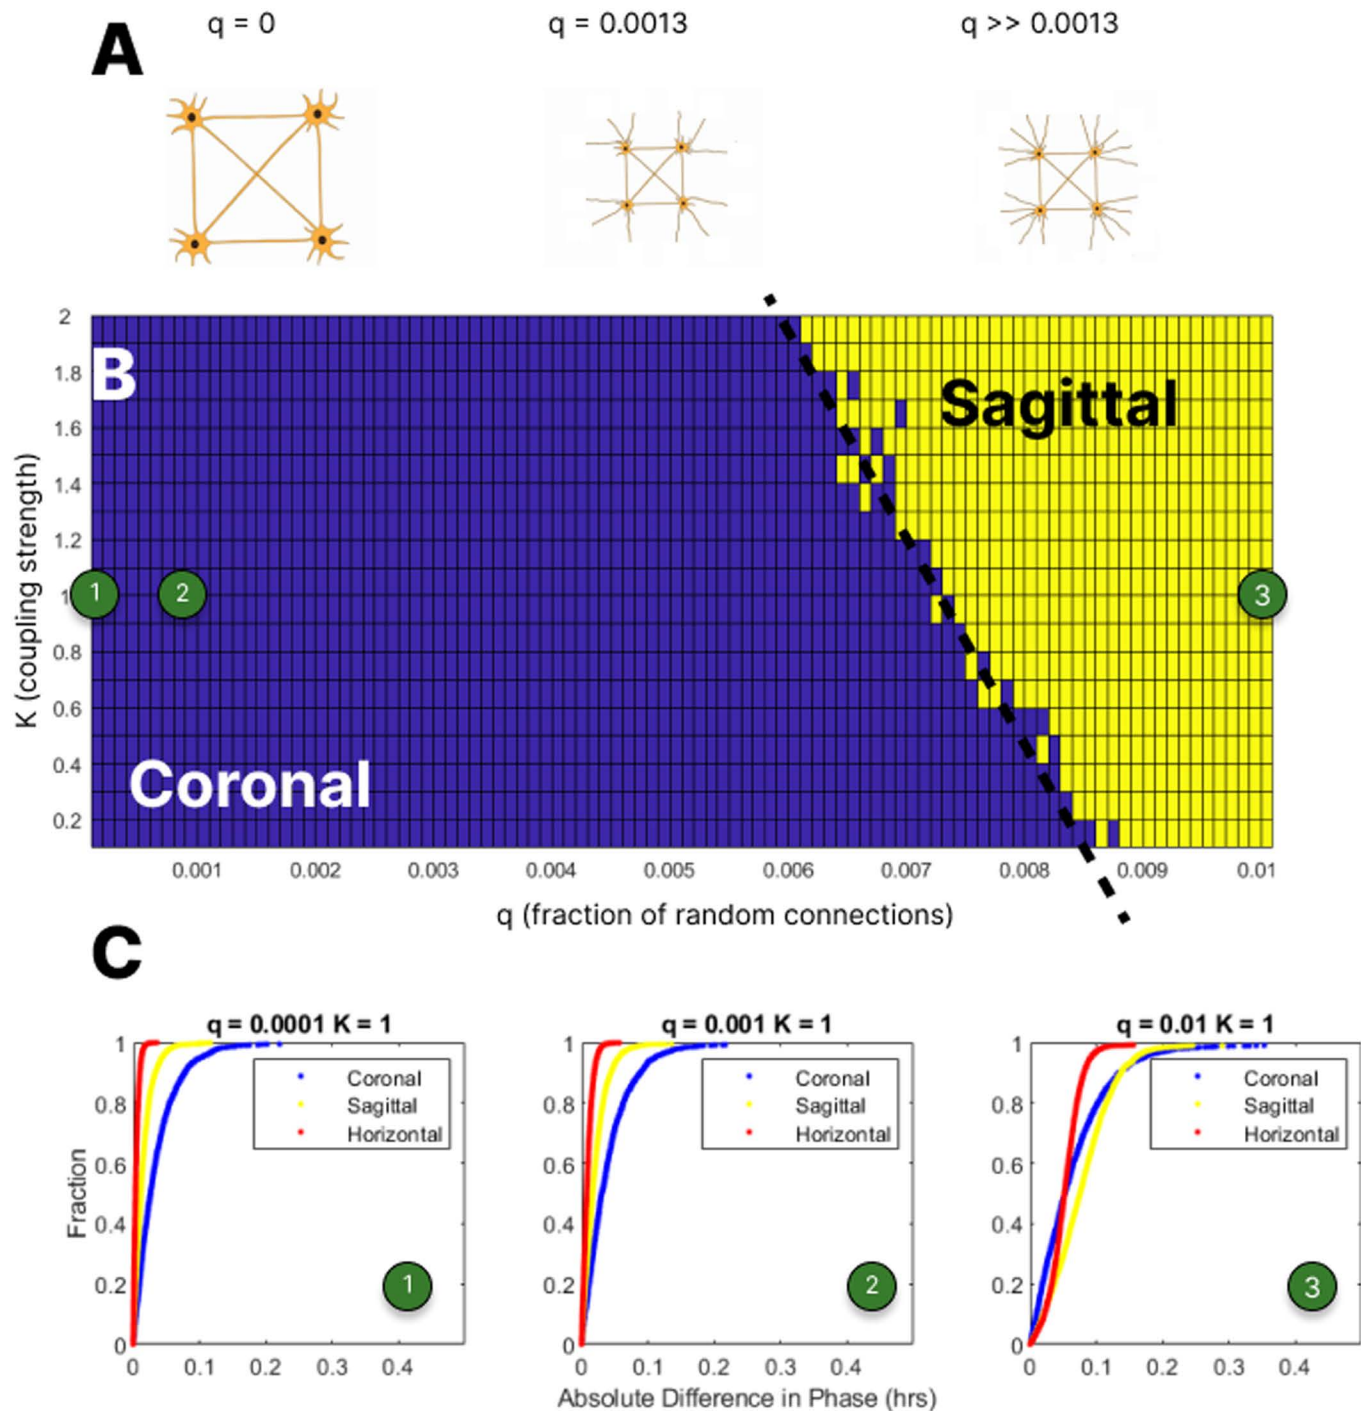 A
q = 0
q = 0.0013
q >> 0.0013
B
Sagittal
Coronal
K (coupling strength)
2
1.8
1.6
1.4
1.2
1
0.8
0.6
0.4
0.2
1
2
3
0.001
0.002
0.003
0.004
0.005
0.006
0.007
0.008
0.009
0.01
q (fraction of random connections)
C
q = 0.0001 K = 1
Fraction
1
0.8
0.6
0.4
0.2
0
Coronal
Sagittal
Horizontal
1
0
0.1
0.2
0.3
0.4
q = 0.001 K = 1
1
0.8
0.6
0.4
0.2
0
Coronal
Sagittal
Horizontal
2
0
0.1
0.2
0.3
0.4
q = 0.01 K = 1
1
0.8
0.6
0.4
0.2
0
Coronal
Sagittal
Horizontal
3
0
0.1
0.2
0.3
0.4
Absolute Difference in Phase (hrs)